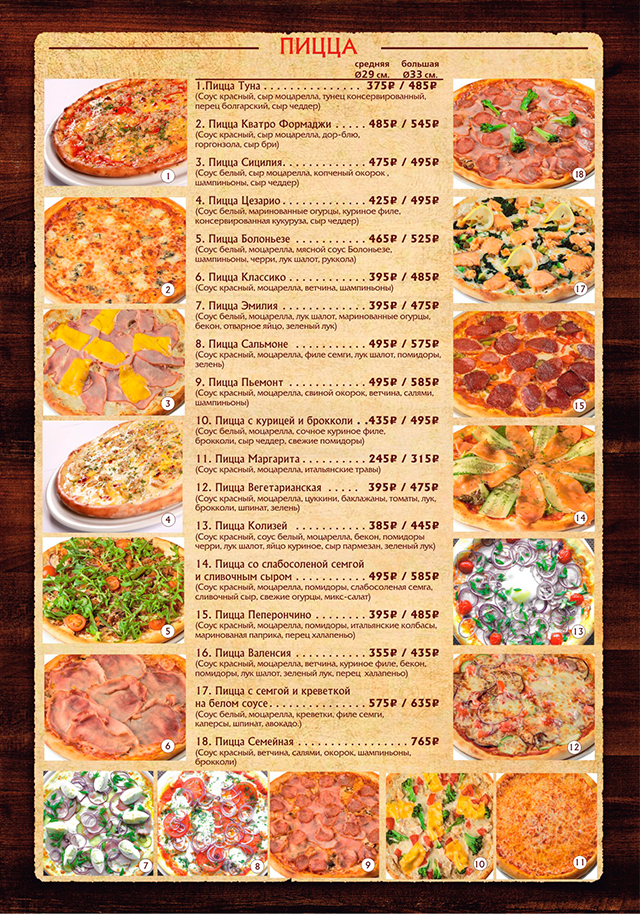 ПИЦЦА
средняя большая
Ø29 см. Ø33 см.
1.Пицца Туна . . . . . . . . . . . . . . . 375₽ / 485₽
(Соус красный, сыр моцарелла, тунец консервированный,
перец болгарский, сыр чеддер)
2. Пицца Кватро Формаджи . . . . . 485₽ / 545₽
(Соус красный, сыр моцарелла, дор-блю,
горгонзола, сыр бри)
3. Пицца Сицилия. . . . . . . . . . . . 475₽ / 495₽
(Соус белый, сыр моцарелла, копченый окорок ,
шампиньоны, сыр чеддер)
4. Пицца Цезарио . . . . . . . . . . . . 425₽ / 495₽
(Соус белый, маринованные огурцы, куриное филе,
консервированная кукуруза, сыр чеддер)
5. Пицца Болоньезе . . . . . . . . . . 465₽ / 525₽
(Соус белый, моцарелла, мясной соус Болоньезе,
шампиньоны, черри, лук шалот, руккола)
6. Пицца Классико . . . . . . . . . . . 395₽ / 485₽
(Соус красный, моцарелла, ветчина, шампиньоны)
7. Пицца Эмилия . . . . . . . . . . . . 395₽ / 475₽
(Соус белый, моцарелла, лук шалот, маринованные огурцы,
бекон, отварное яйцо, зеленый лук)
8. Пицца Сальмоне . . . . . . . . . . 495₽ / 575₽
(Соус красный, моцарелла, филе семги, лук шалот, помидоры,
зелень)
9. Пицца Пьемонт . . . . . . . . . . . 495₽ / 585₽
(Соус красный, моцарелла, свиной окорок, ветчина, салями,
шампиньоны)
10. Пицца с курицей и брокколи . .435₽ / 495₽
(Соус белый, моцарелла, сочное куриное филе,
брокколи, сыр чеддер, свежие помидоры)
11. Пицца Маргарита . . . . . . . . . 245₽ / 315₽
(Соус красный, моцарелла, итальянские травы)
12. Пицца Вегетарианская . . . . . 395₽ / 475₽
(Соус красный, моцарелла, цуккини, баклажаны, томаты, лук,
брокколи, шпинат, зелень)
13. Пицца Колизей . . . . . . . . . . 385₽ / 445₽
(Соус красный, соус белый, моцарелла, бекон, помидоры
черри, лук шалот, яйцо куриное, сыр пармезан, зеленый лук)
14. Пицца со слабосоленой семгой
и сливочным сыром . . . . . . . . . . 495₽ / 585₽
(Соус красный, моцарелла, помидоры, слабосоленая семга,
сливочный сыр, свежие огурцы, микс-салат)
15. Пицца Пеперончино . . . . . . . 395₽ / 485₽
(Соус красный, моцарелла, помидоры, итальянские колбасы,
маринованая паприка, перец халапеньо)
16. Пицца Валенсия . . . . . . . . . 355₽ / 435₽
(Соус красный, моцарелла, ветчина, куриное филе, бекон,
помидоры, лук шалот, зеленый лук, перец халапеньо)
17. Пицца с семгой и креветкой
на белом соусе. . . . . . . . . . . . . . 575₽ / 635₽
(Соус белый, моцарелла, креветки, филе семги,
каперсы, шпинат, авокадо.)
18. Пицца Семейная . . . . . . . . . . . . . . . 765₽
(Соус красный, ветчина, салями, окорок, шампиньоны,
брокколи)
1
2
3
4
5
6
18
17
15
14
13
12
7
8
9
10
11